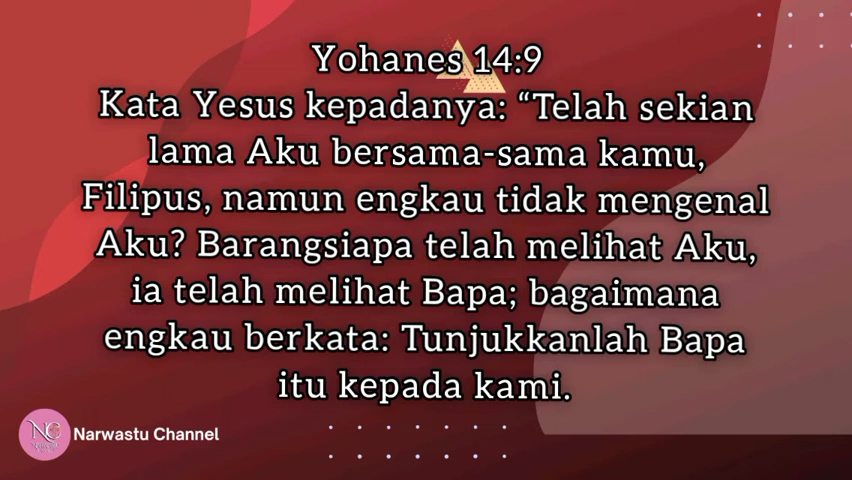 Yohanes 14:9
Kata Yesus kepadanya: “Telah sekian
lama Aku bersama-sama kamu,
Filipus, namun engkau tidak mengenal
Aku? Barangsiapa telah melihat Aku,
ia telah melihat Bapa; bagaimana
engkau berkata: Tunjukkanlah Bapa
itu kepada kami.
NC
Narwastu Channel